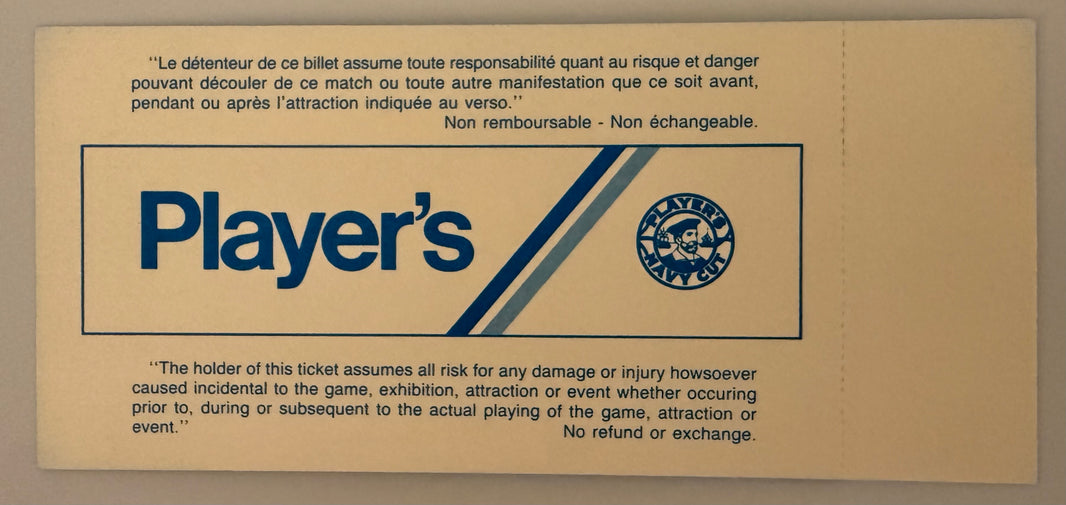 “Le détenteur de ce billet assume toute responsabilité quant au risque et danger
pouvant découler de ce match ou toute autre manifestation que ce soit avant,
pendant ou après l’attraction indiquée au verso.”
Non remboursable - Non échangeable.
Player’s
PLAYER’S
NAVY CUT
“The holder of this ticket assumes all risk for any damage or injury howsoever
caused incidental to the game, exhibition, attraction or event whether occuring
prior to, during or subsequent to the actual playing of the game, attraction or
event.” No refund or exchange.